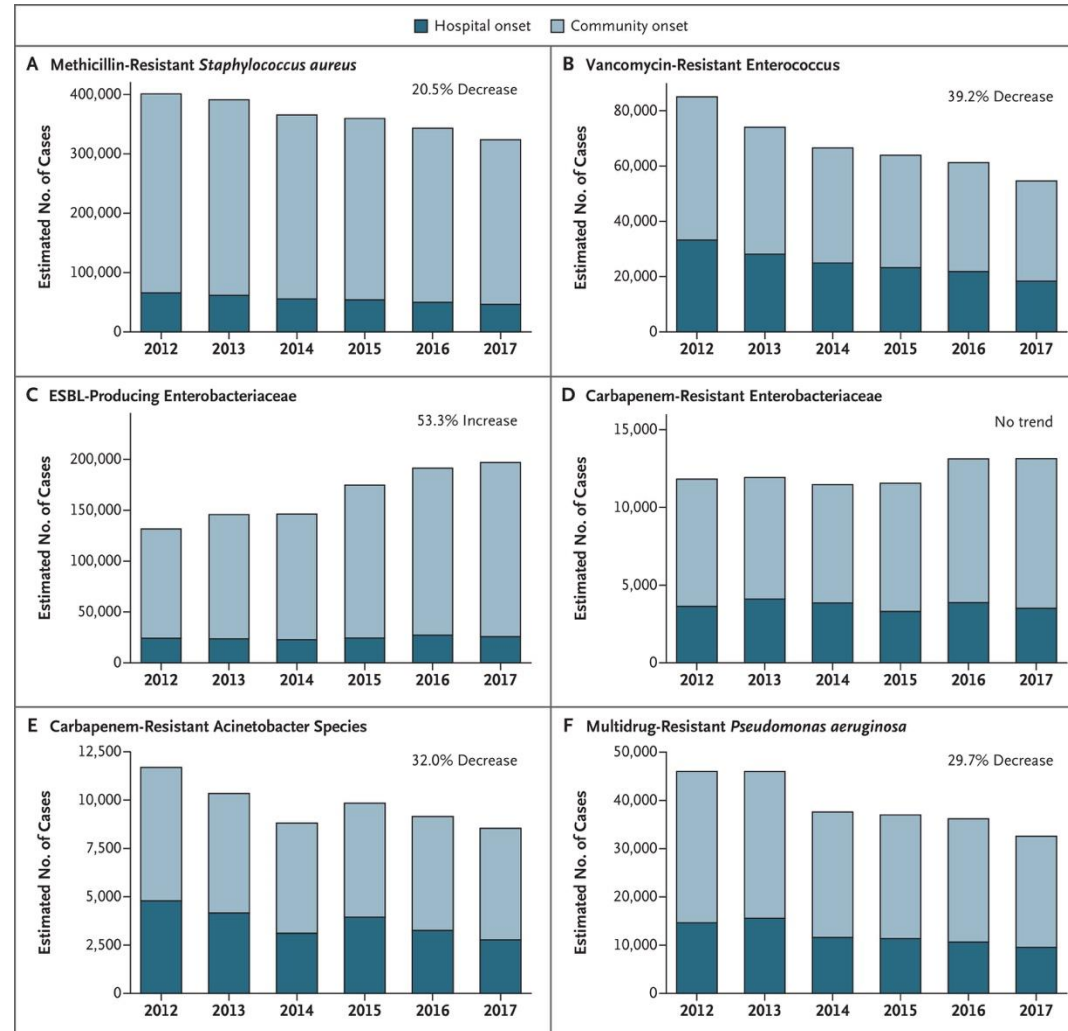 Hospital onset Community onset
A Methicillin-Resistant Staphylococcus aureus
20.5% Decrease
Estimated No. of Cases
400,000
300,000
200,000
100,000
0
2012 2013 2014 2015 2016 2017
B Vancomycin-Resistant Enterococcus
39.2% Decrease
Estimated No. of Cases
80,000
60,000
40,000
20,000
0
2012 2013 2014 2015 2016 2017
C ESBL-Producing Enterobacteriaceae
53.3% Increase
Estimated No. of Cases
200,000
150,000
100,000
50,000
0
2012 2013 2014 2015 2016 2017
D Carbapenem-Resistant Enterobacteriaceae
No trend
Estimated No. of Cases
15,000
10,000
5,000
0
2012 2013 2014 2015 2016 2017
E Carbapenem-Resistant Acinetobacter Species
32.0% Decrease
Estimated No. of Cases
12,500
10,000
7,500
5,000
2,500
0
2012 2013 2014 2015 2016 2017
F Multidrug-Resistant Pseudomonas aeruginosa
29.7% Decrease
Estimated No. of Cases
50,000
40,000
30,000
20,000
10,000
0
2012 2013 2014 2015 2016 2017